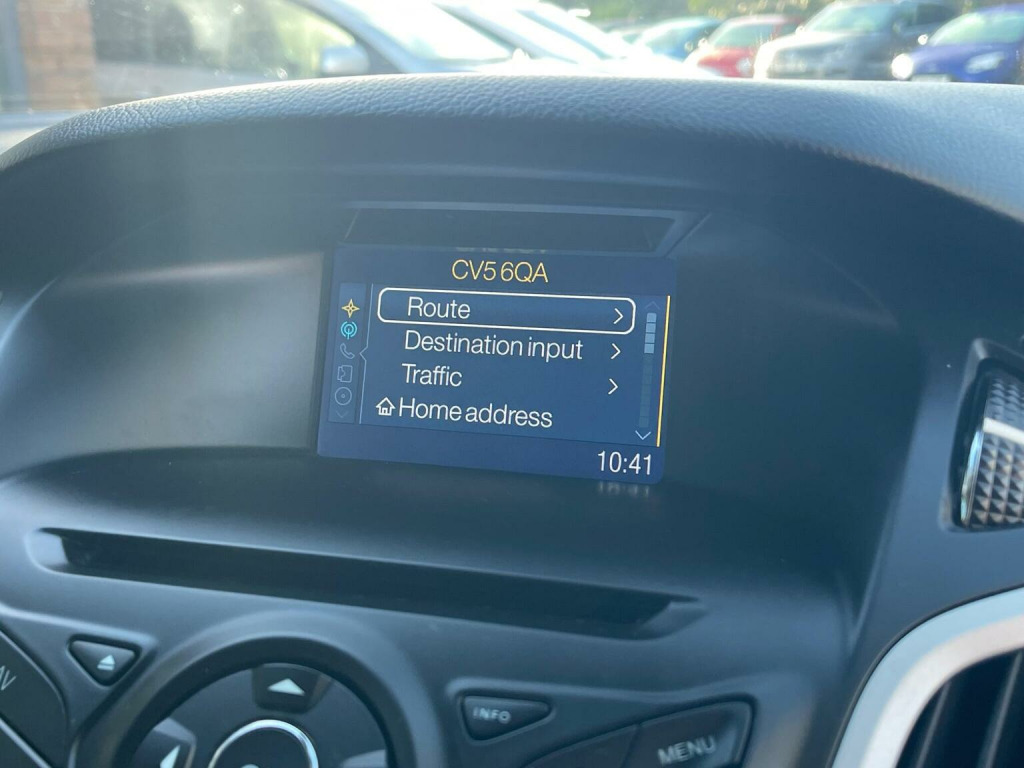 CV5 6QA
Route
Destination input
Traffic
Home address
10:41
INFO
MENU